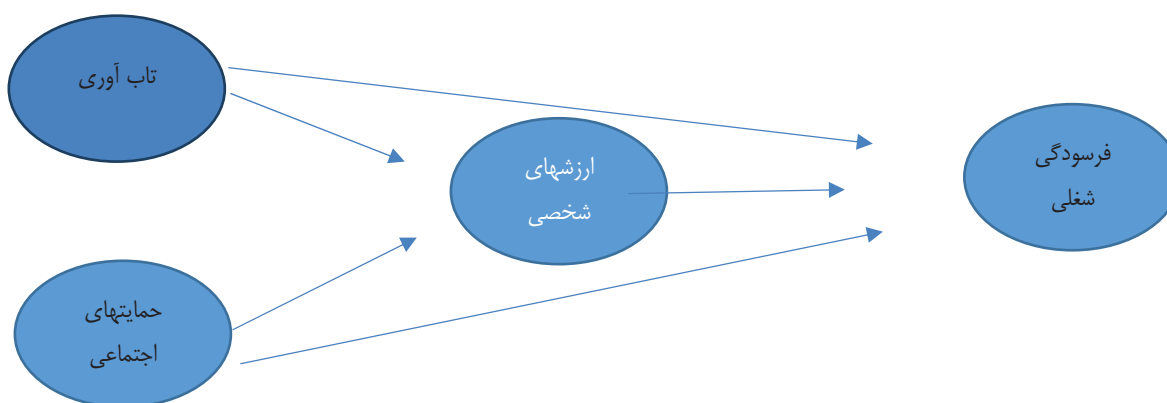 تاب آوری
ارزشهای
شخصی
فرسودگی
شغلی
حمایتهای
اجتماعی